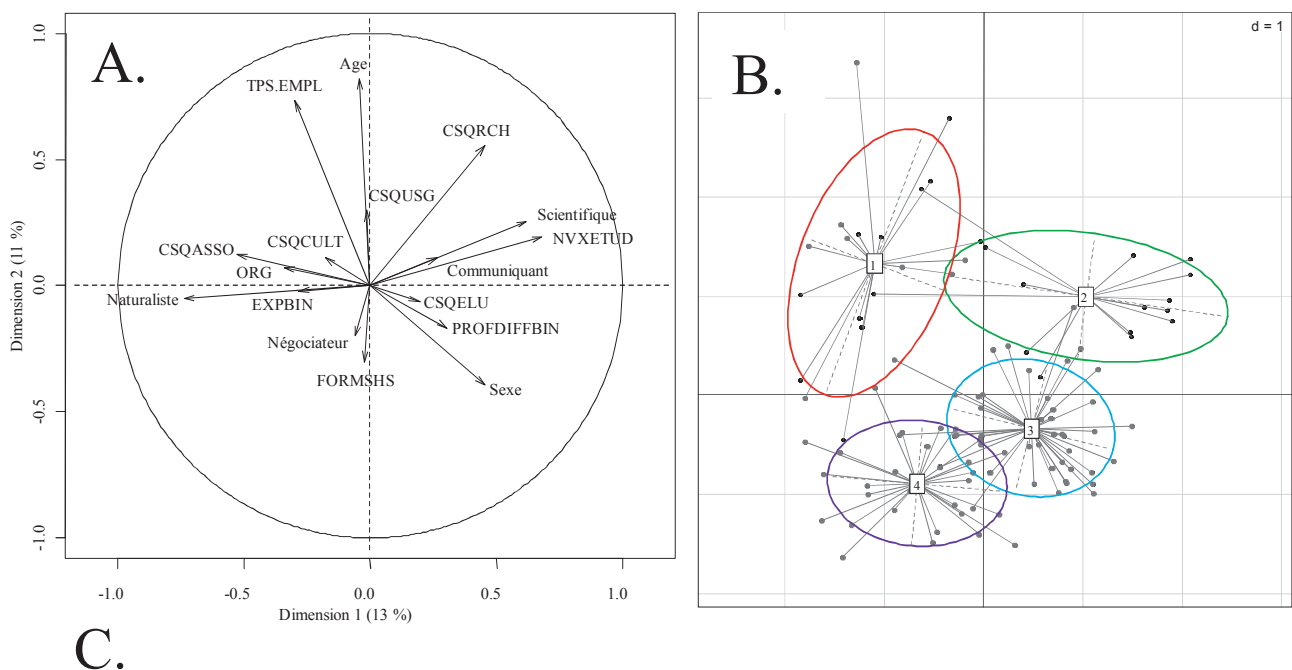 A.
1.0
0.5
0.0
-0.5
-1.0
Dimension 2 (11 %)
Age
TPS.EMPL
CSQRCH
CSQUSG
Scientifique
NVXETUD
CSQCULT
CSQASSO
ORG
Communiquant
Naturaliste
EXPBIN
CSQELU
PROFDIFFBIN
Négociateur
FORMSHS
Sexe
-1.0 -0.5 0.0 0.5 1.0
Dimension 1 (13 %)
B.
d = 1
1
2
3
4
C.